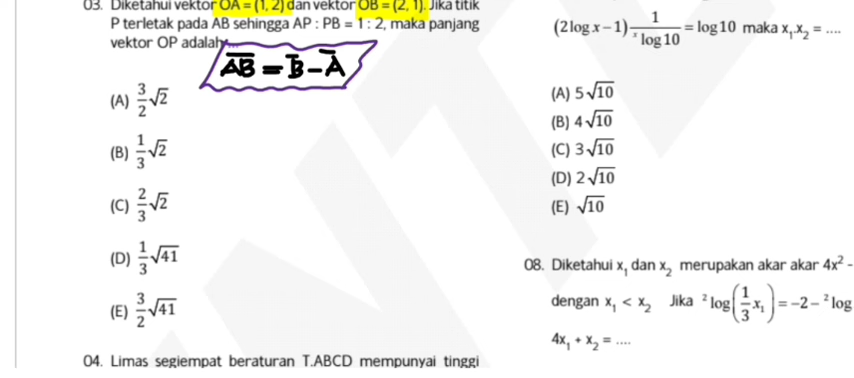 03. Diketahui vektor OA = (1, 2) dan vektor OB = (2, 1). Jika titik
P terletak pada AB sehingga AP : PB = 1 : 2, maka panjang
vektor OP adalah ...
AB = B - A
(A) 3/2 √2
(B) 1/3 √2
(C) 2/3 √2
(D) 1/3 √41
(E) 3/2 √41
04. Limas segiempat beraturan T.ABCD mempunyai tinggi
(2 log x – 1) 1/(ˣlog 10) = log 10 maka x₁.x₂ = ....
(A) 5√10
(B) 4√10
(C) 3√10
(D) 2√10
(E) √10
08. Diketahui x₁ dan x₂ merupakan akar akar 4x² -
dengan x₁ < x₂ Jika ²log(1/3 x₁) = –2 – ²log
4x₁ + x₂ = ....